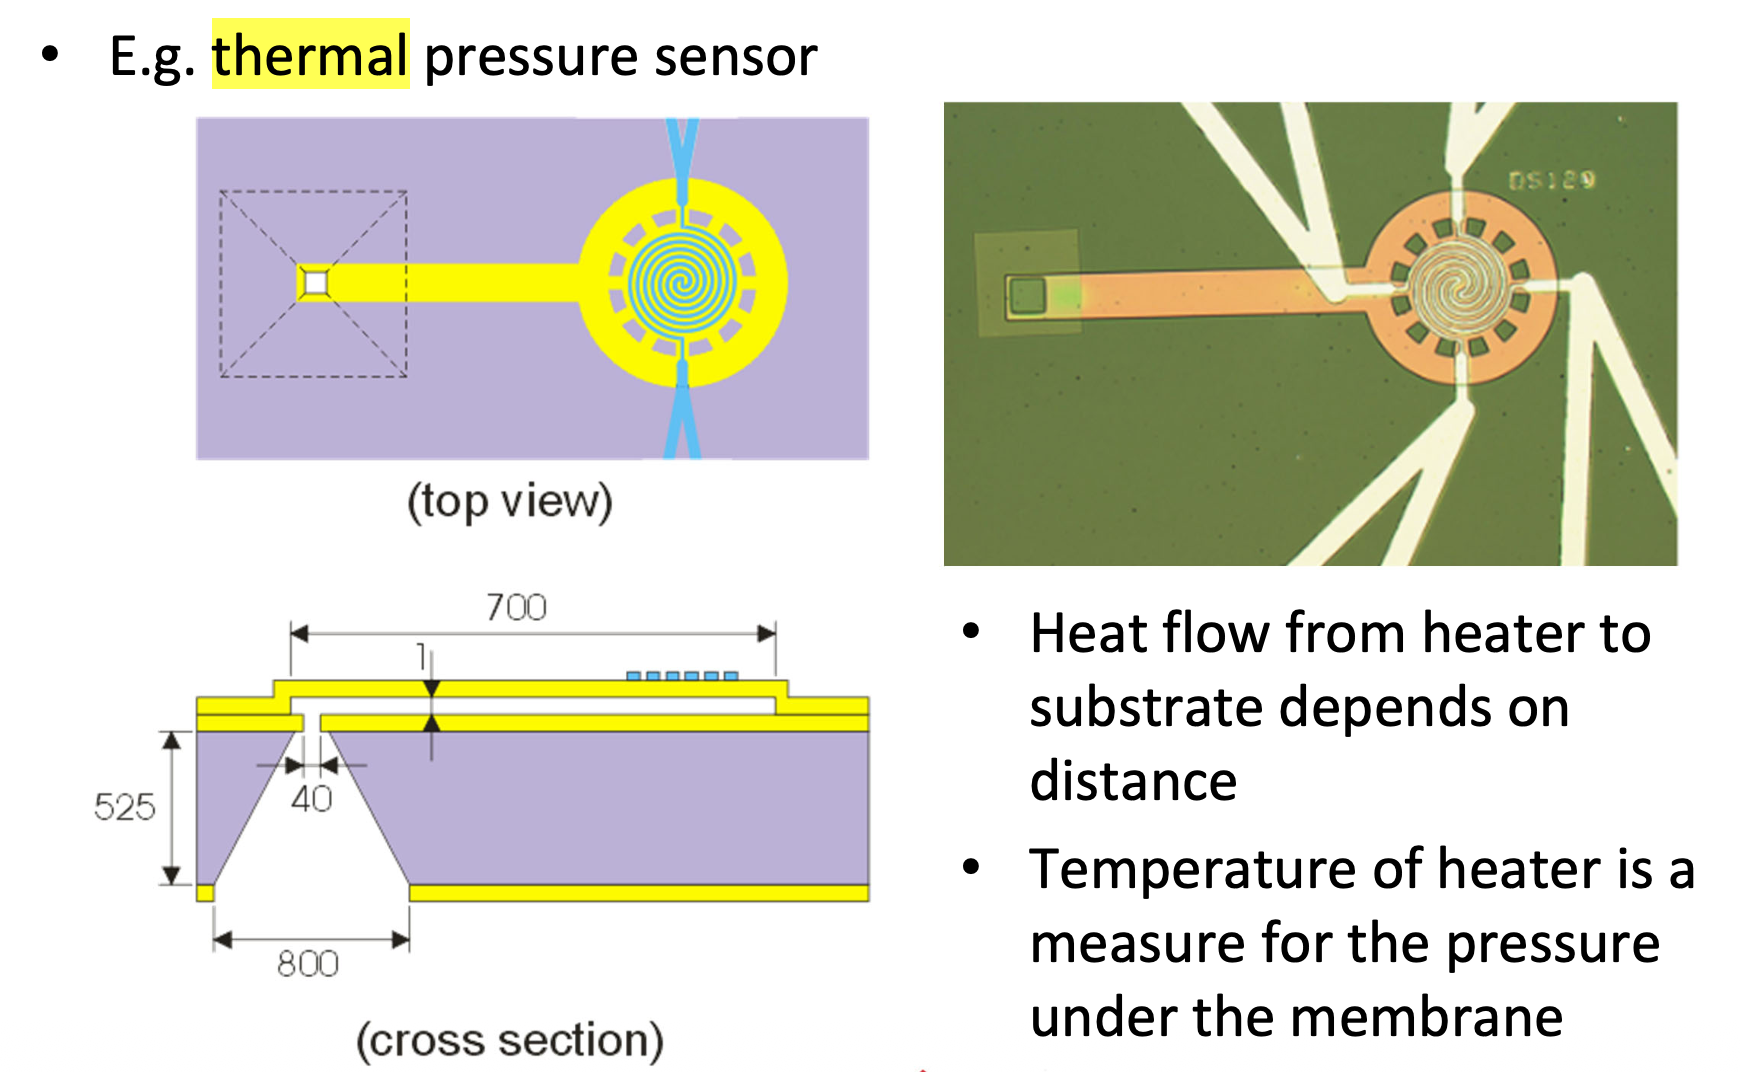 • E.g. thermal pressure sensor
DS129
(top view)
700
1
525
40
800
(cross section)
• Heat flow from heater to
substrate depends on
distance
• Temperature of heater is a
measure for the pressure
under the membrane